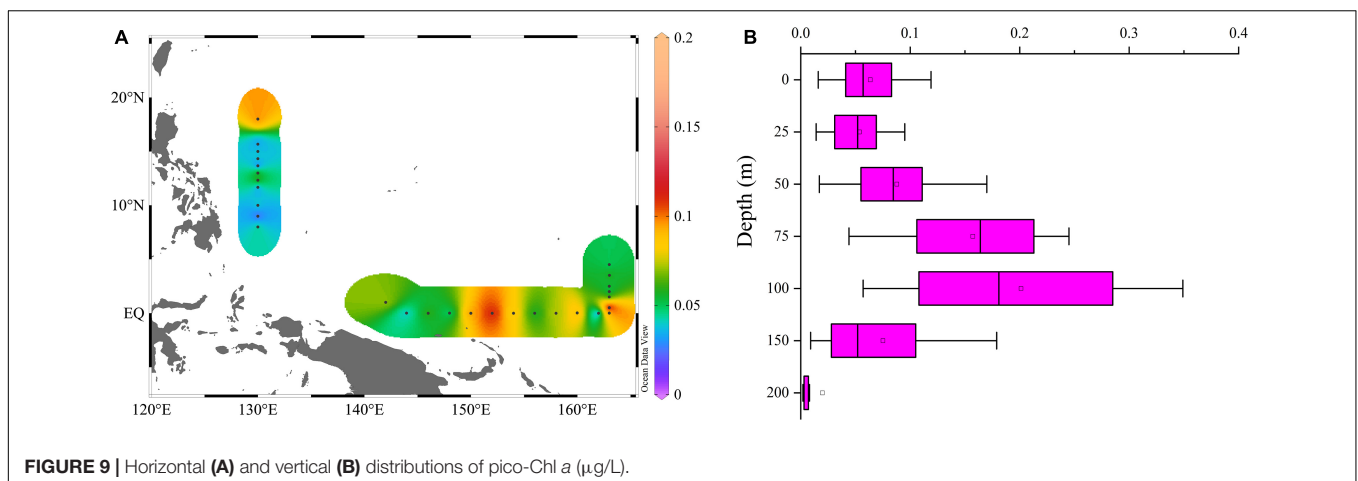 A
20°N
10°N
EQ
120°E 130°E 140°E 150°E 160°E
0.2
0.15
0.1
0.05
0
Ocean Data View
B
0.0 0.1 0.2 0.3 0.4
0
25
50
75
100
150
200
Depth (m)
FIGURE 9 | Horizontal (A) and vertical (B) distributions of pico-Chl a (μg/L).